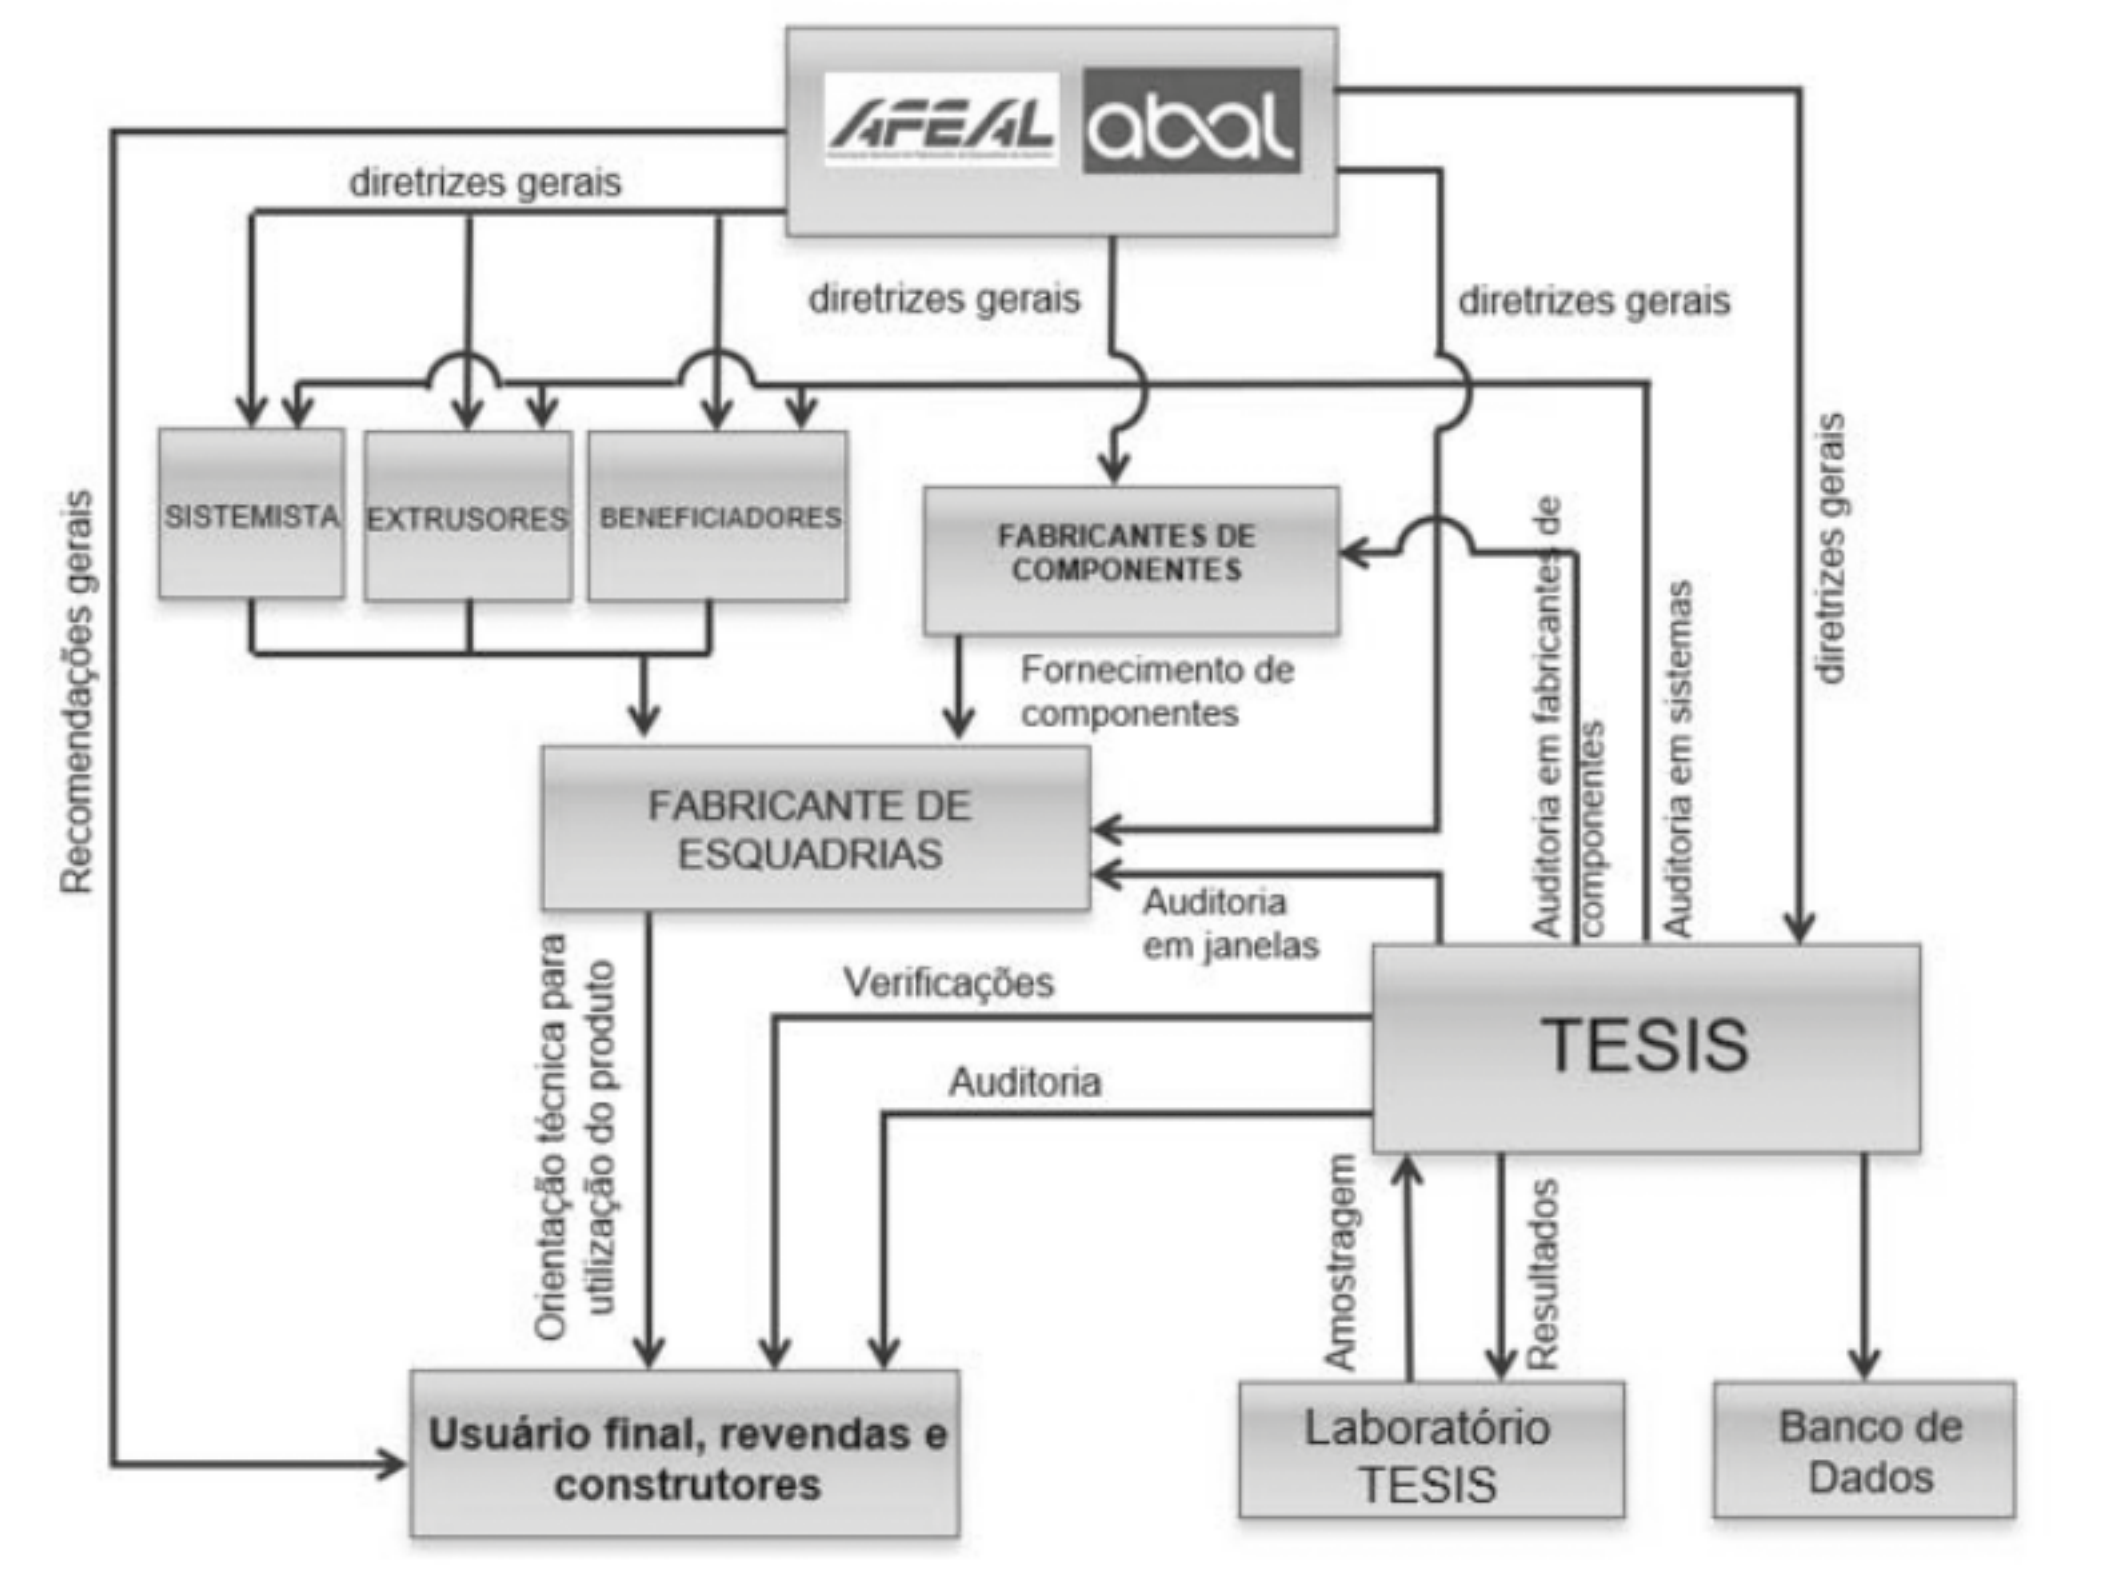 AFEAL
abal
diretrizes gerais
diretrizes gerais
diretrizes gerais
diretrizes gerais
Recomendações gerais
SISTEMISTA
EXTRUSORES
BENEFICIADORES
FABRICANTES DE
COMPONENTES
Fornecimento de
componentes
Auditoria em fabricantes de
componentes
Auditoria em sistemas
FABRICANTE DE
ESQUADRIAS
Auditoria
em janelas
Verificações
Auditoria
TESIS
Orientação técnica para
utilização do produto
Amostragem
Resultados
Usuário final, revendas e
construtores
Laboratório
TESIS
Banco de
Dados